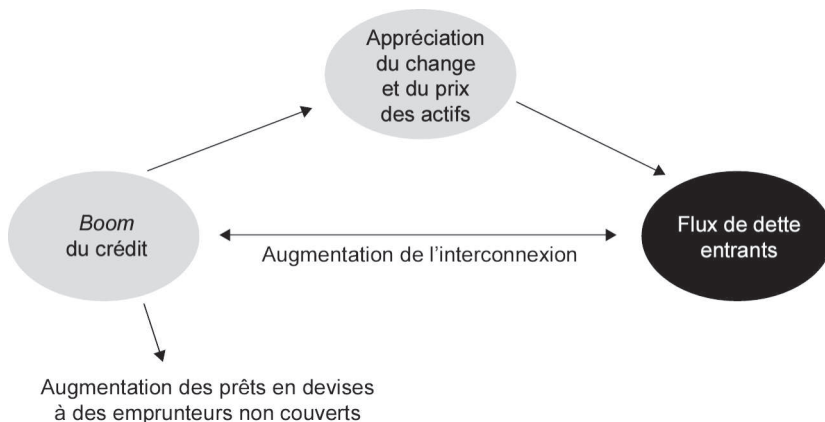 Appréciation
du change
et du prix
des actifs
Boom
du crédit
Flux de dette
entrants
Augmentation de l'interconnexion
Augmentation des prêts en devises
à des emprunteurs non couverts